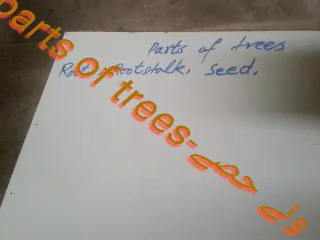 parts of trees-
Parts of trees
Root, Rootstalk, seed,